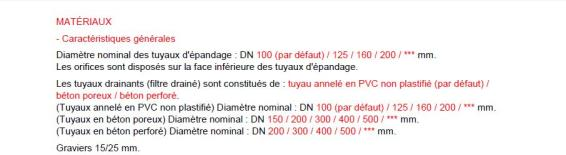 MATÉRIAUX
- Caractéristiques générales
Diamètre nominal des tuyaux d'épandage : DN 100 (par défaut) / 125 / 160 / 200 / *** mm.
Les orifices sont disposés sur la face inférieure des tuyaux d'épandage.
Les tuyaux drainants (filtre drainé) sont constitués de : tuyau annelé en PVC non plastifié (par défaut) /
béton poreux / béton perforé.
(Tuyaux annelé en PVC non plastifié) Diamètre nominal : DN 100 (par défaut) / 125 / 160 / 200 / *** mm.
(Tuyaux en béton poreux) Diamètre nominal : DN 150 / 200 / 300 / 400 / 500 / *** mm.
(Tuyaux en béton perforé) Diamètre nominal : DN 200 / 300 / 400 / 500 / *** mm.
Graviers 15/25 mm.